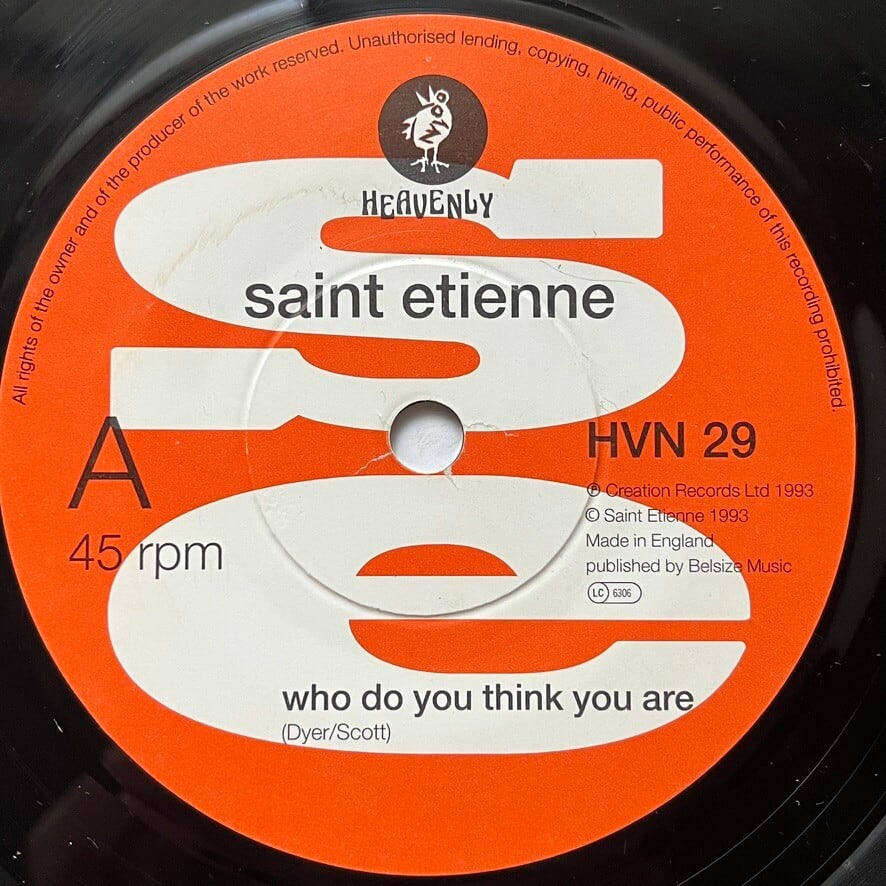 All rights of the owner and of the producer of the work reserved. Unauthorised lending, copying, hiring, public performance of this recording prohibited.
HEAVENLY
se
saint etienne
A
45 rpm
HVN 29
℗ Creation Records Ltd 1993
© Saint Etienne 1993
Made in England
published by Belsize Music
LC 6306
who do you think you are
(Dyer/Scott)